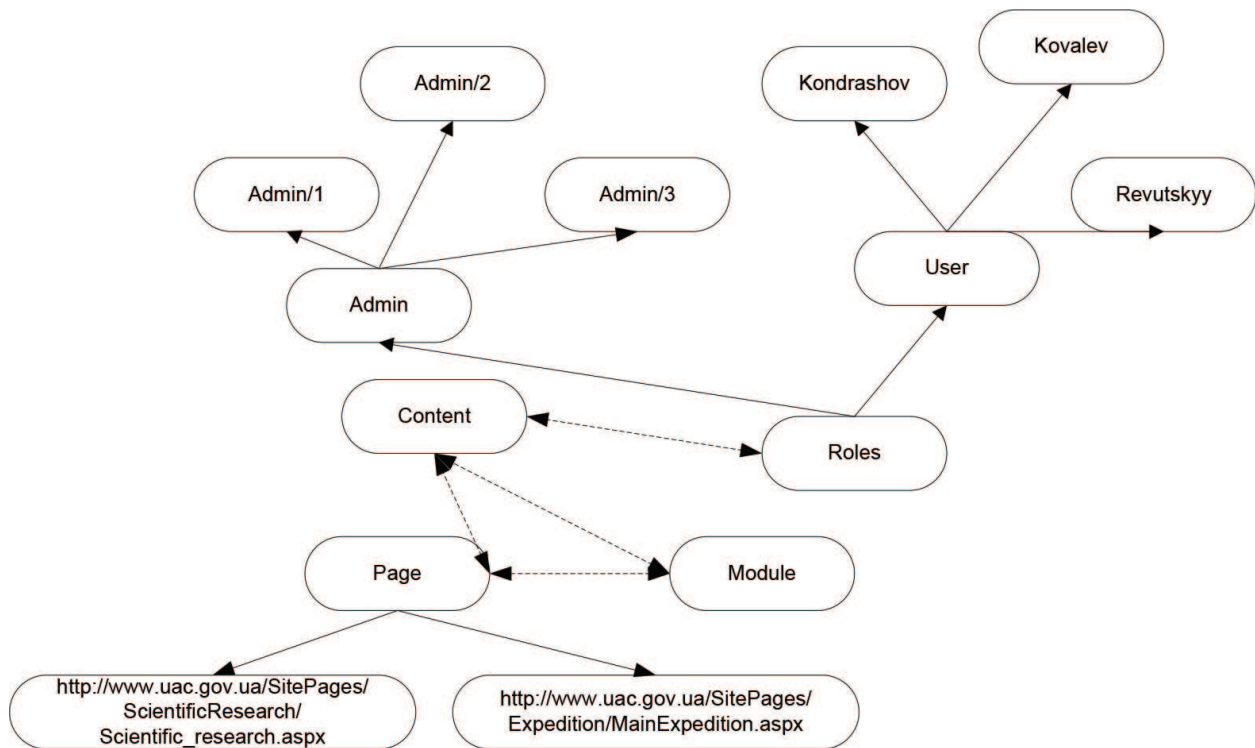 Kovalev
Admin/2
Kondrashov
Admin/1
Admin/3
Revutskyy
User
Admin
Content
Roles
Page
Module
http://www.uac.gov.ua/SitePages/
ScientificResearch/
Scientific_research.aspx
http://www.uac.gov.ua/SitePages/
Expedition/MainExpedition.aspx